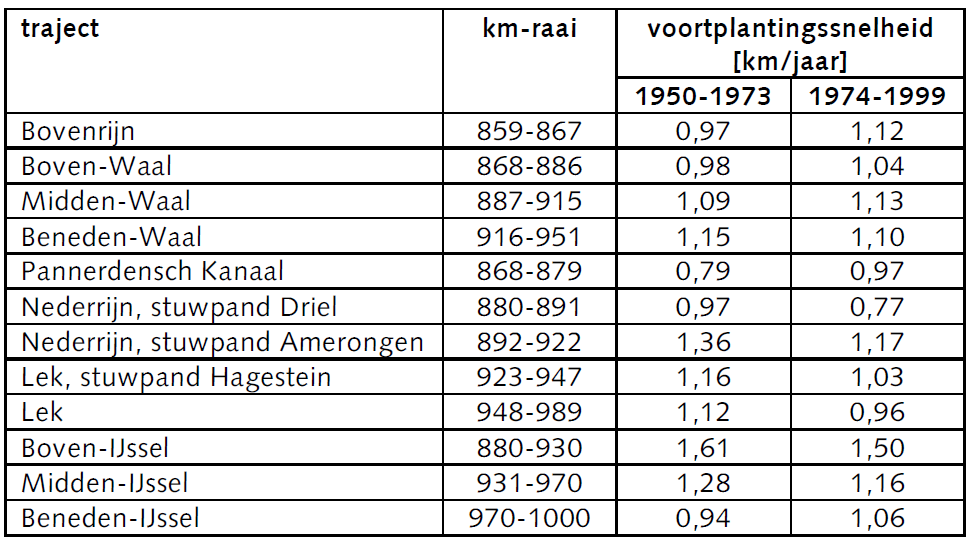 traject km-raai voortplantingssnelheid
[km/jaar]
1950-1973 1974-1999
Bovenrijn 859-867 0,97 1,12
Boven-Waal 868-886 0,98 1,04
Midden-Waal 887-915 1,09 1,13
Beneden-Waal 916-951 1,15 1,10
Pannerdensch Kanaal 868-879 0,79 0,97
Nederrijn, stuwpand Driel 880-891 0,97 0,77
Nederrijn, stuwpand Amerongen 892-922 1,36 1,17
Lek, stuwpand Hagestein 923-947 1,16 1,03
Lek 948-989 1,12 0,96
Boven-IJssel 880-930 1,61 1,50
Midden-IJssel 931-970 1,28 1,16
Beneden-IJssel 970-1000 0,94 1,06